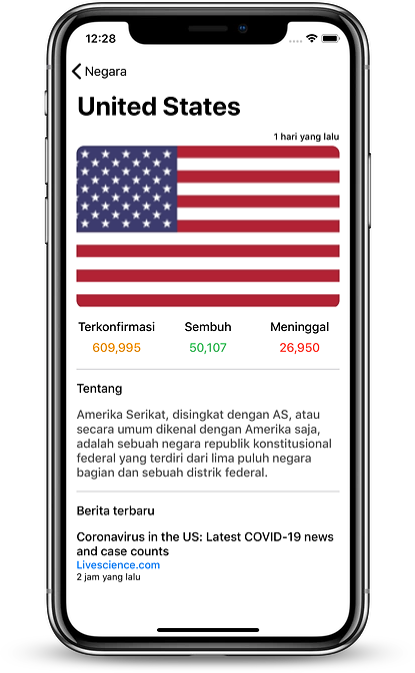 12:28
Negara
United States
1 hari yang lalu
Terkonfirmasi Sembuh Meninggal
609,995 50,107 26,950
Tentang
Amerika Serikat, disingkat dengan AS, atau
secara umum dikenal dengan Amerika saja,
adalah sebuah negara republik konstitusional
federal yang terdiri dari lima puluh negara
bagian dan sebuah distrik federal.
Berita terbaru
Coronavirus in the US: Latest COVID-19 news
and case counts
Livescience.com
2 jam yang lalu